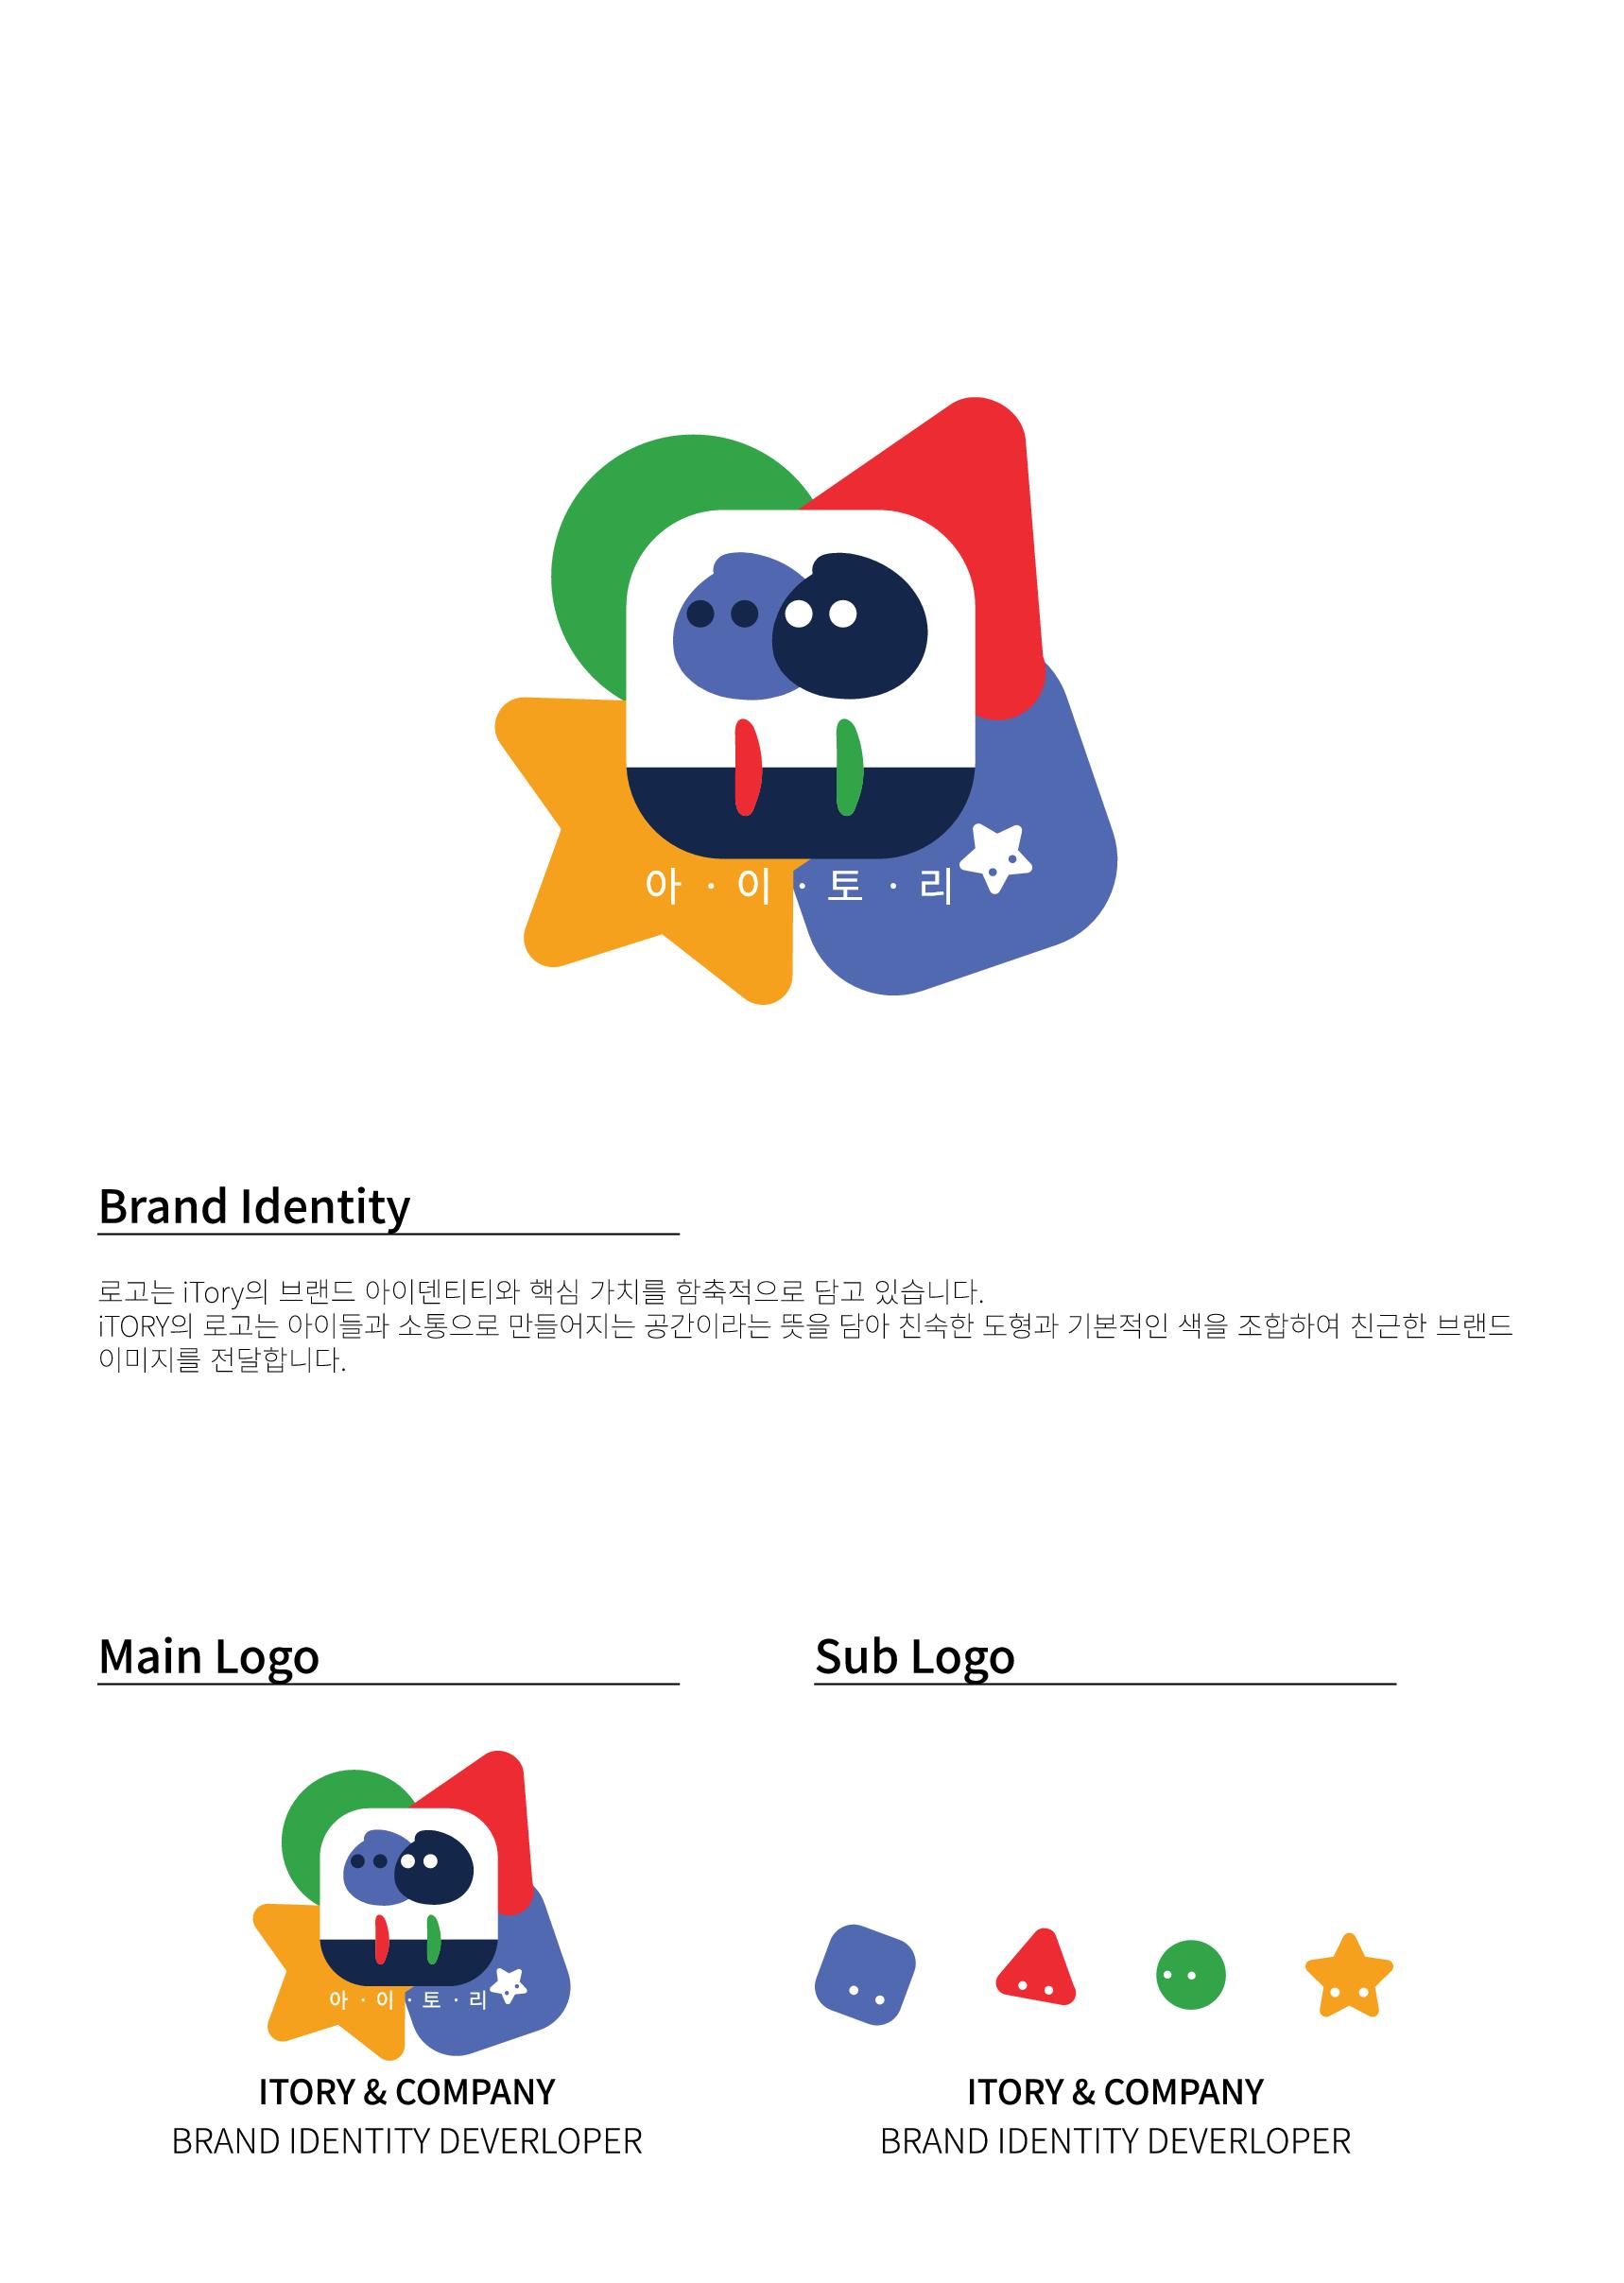 아 · 이 · 토 · 리
Brand Identity
로고는 iTory의 브랜드 아이덴티티와 핵심 가치를 함축적으로 담고 있습니다.
iTORY의 로고는 아이들과 소통으로 만들어지는 공간이라는 뜻을 담아 친숙한 도형과 기본적인 색을 조합하여 친근한 브랜드
이미지를 전달합니다.
Main Logo
아 · 이 · 토 · 리
ITORY & COMPANY
BRAND IDENTITY DEVERLOPER
Sub Logo
ITORY & COMPANY
BRAND IDENTITY DEVERLOPER